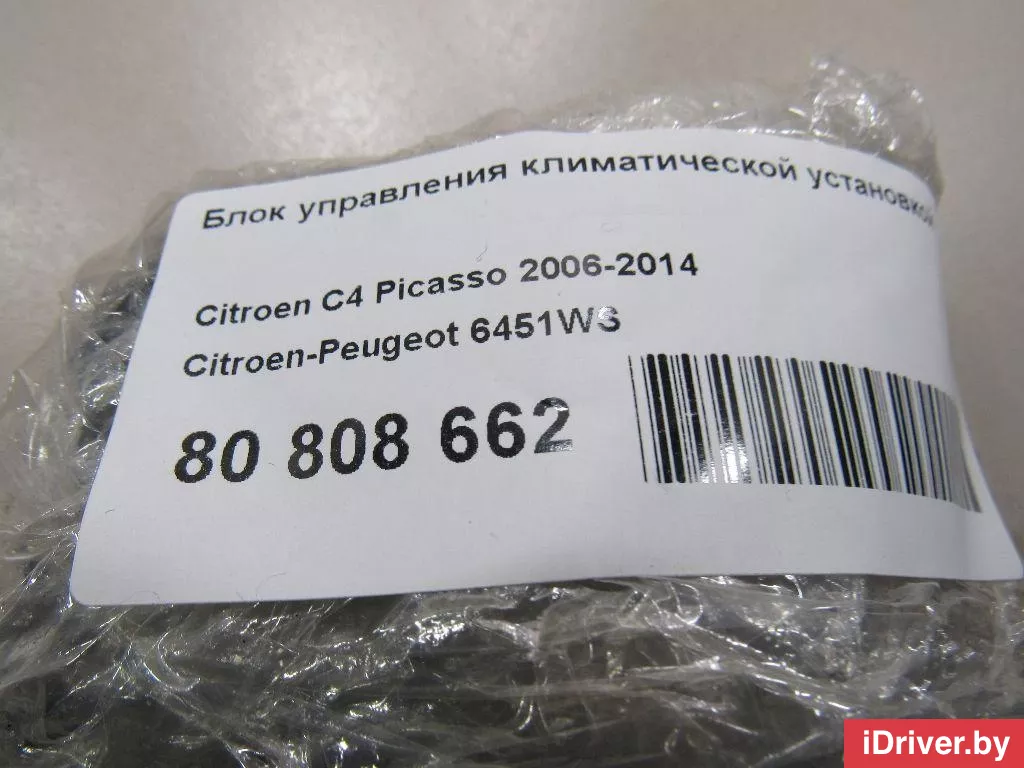 Блок управления климатической установкой
Citroen C4 Picasso 2006-2014
Citroen-Peugeot 6451WS
80 808 662
iDriver.by